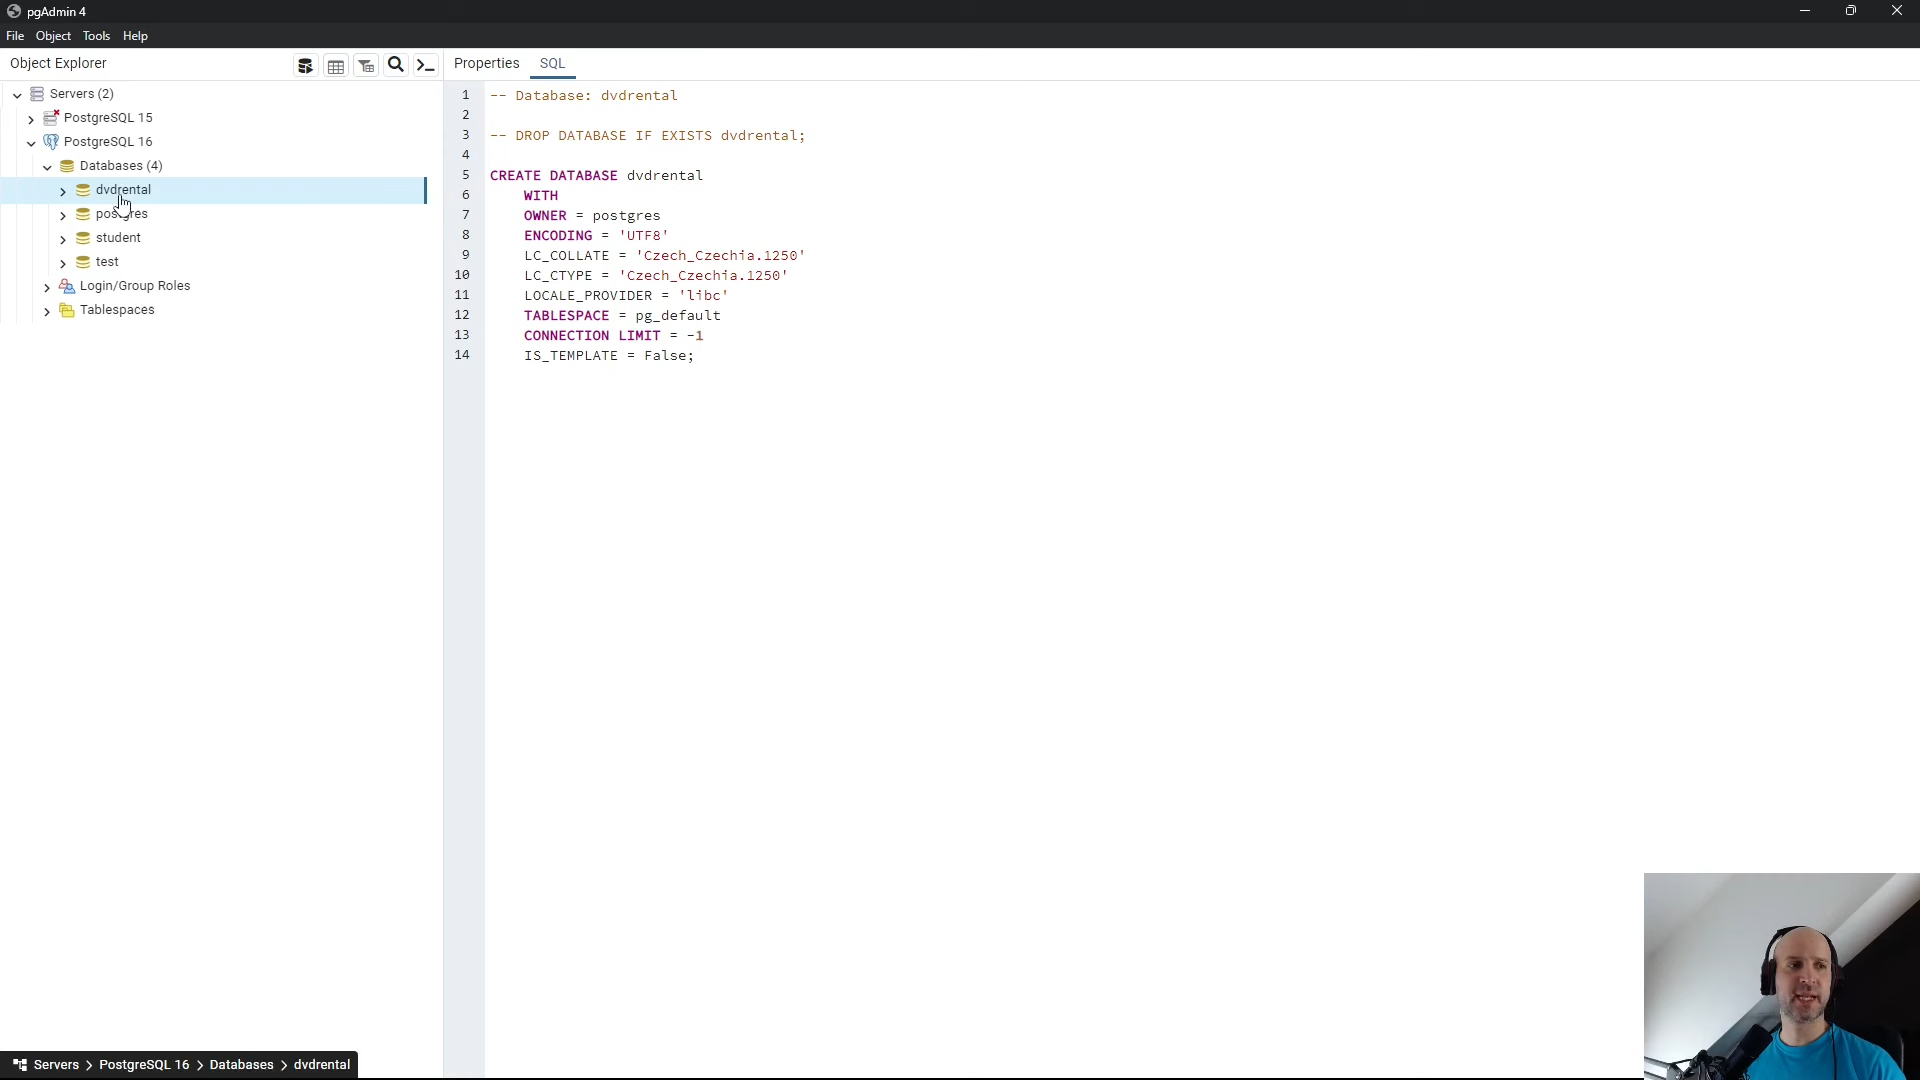 pgAdmin 4
File Object Tools Help
Object Explorer
Properties SQL
Servers (2)
PostgreSQL 15
PostgreSQL 16
Databases (4)
dvdrental
postgres
student
test
Login/Group Roles
Tablespaces
1 -- Database: dvdrental
2
3 -- DROP DATABASE IF EXISTS dvdrental;
4
5 CREATE DATABASE dvdrental
6 WITH
7 OWNER = postgres
8 ENCODING = 'UTF8'
9 LC_COLLATE = 'Czech_Czechia.1250'
10 LC_CTYPE = 'Czech_Czechia.1250'
11 LOCALE_PROVIDER = 'libc'
12 TABLESPACE = pg_default
13 CONNECTION LIMIT = -1
14 IS_TEMPLATE = False;
Servers > PostgreSQL 16 > Databases > dvdrental